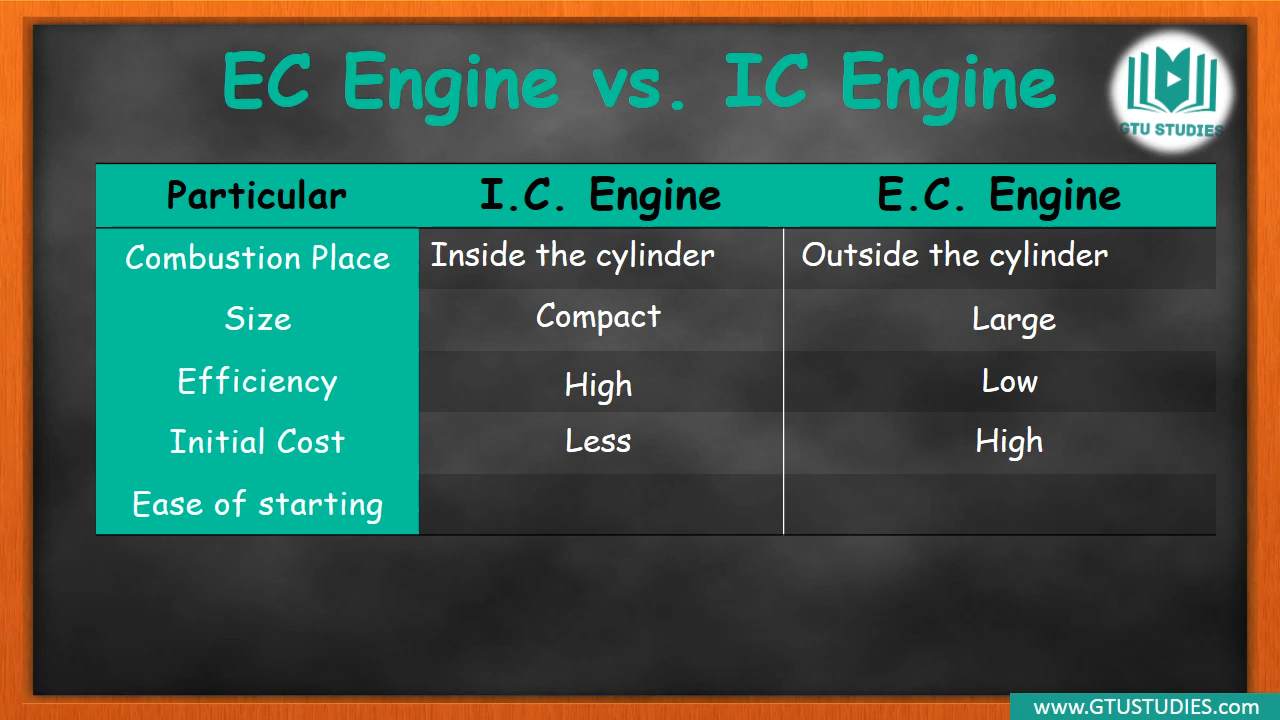 EC Engine vs. IC Engine
GTU STUDIES
Particular I.C. Engine E.C. Engine
Combustion Place Inside the cylinder Outside the cylinder
Size Compact Large
Efficiency High Low
Initial Cost Less High
Ease of starting
www.GTUSTUDIES.com